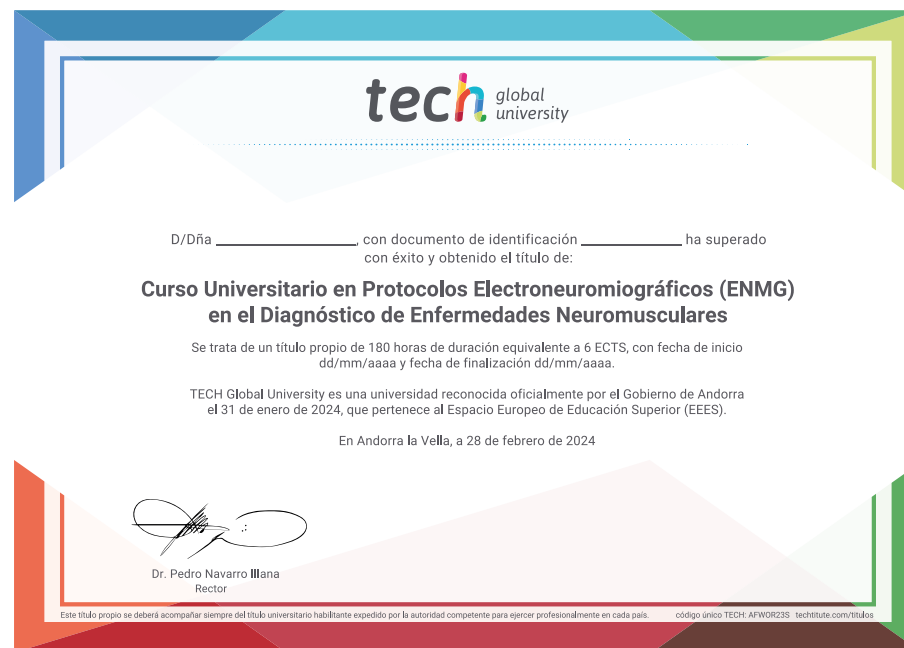 tech global university
D/Dña ____________________, con documento de identificación ______________ ha superado
con éxito y obtenido el título de:
Curso Universitario en Protocolos Electroneuromiográficos (ENMG)
en el Diagnóstico de Enfermedades Neuromusculares
Se trata de un título propio de 180 horas de duración equivalente a 6 ECTS, con fecha de inicio
dd/mm/aaaa y fecha de finalización dd/mm/aaaa.
TECH Global University es una universidad reconocida oficialmente por el Gobierno de Andorra
el 31 de enero de 2024, que pertenece al Espacio Europeo de Educación Superior (EEES).
En Andorra la Vella, a 28 de febrero de 2024
Dr. Pedro Navarro Illana
Rector
Este título propio se deberá acompañar siempre del título universitario habilitante expedido por la autoridad competente para ejercer profesionalmente en cada país. código único TECH: AFWOR23S techtitute.com/titulos